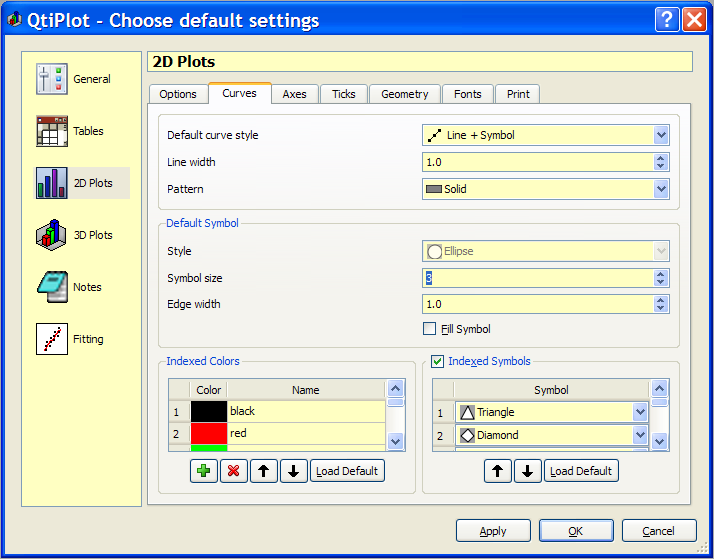 QtiPlot - Choose default settings
General
Tables
2D Plots
3D Plots
Notes
Fitting
2D Plots
Options Curves Axes Ticks Geometry Fonts Print
Default curve style Line + Symbol
Line width 1.0
Pattern Solid
Default Symbol
Style Ellipse
Symbol size 3
Edge width 1.0
Fill Symbol
Indexed Colors
Color Name
1 black
2 red
Load Default
Indexed Symbols
Symbol
1 Triangle
2 Diamond
Load Default
Apply OK Cancel